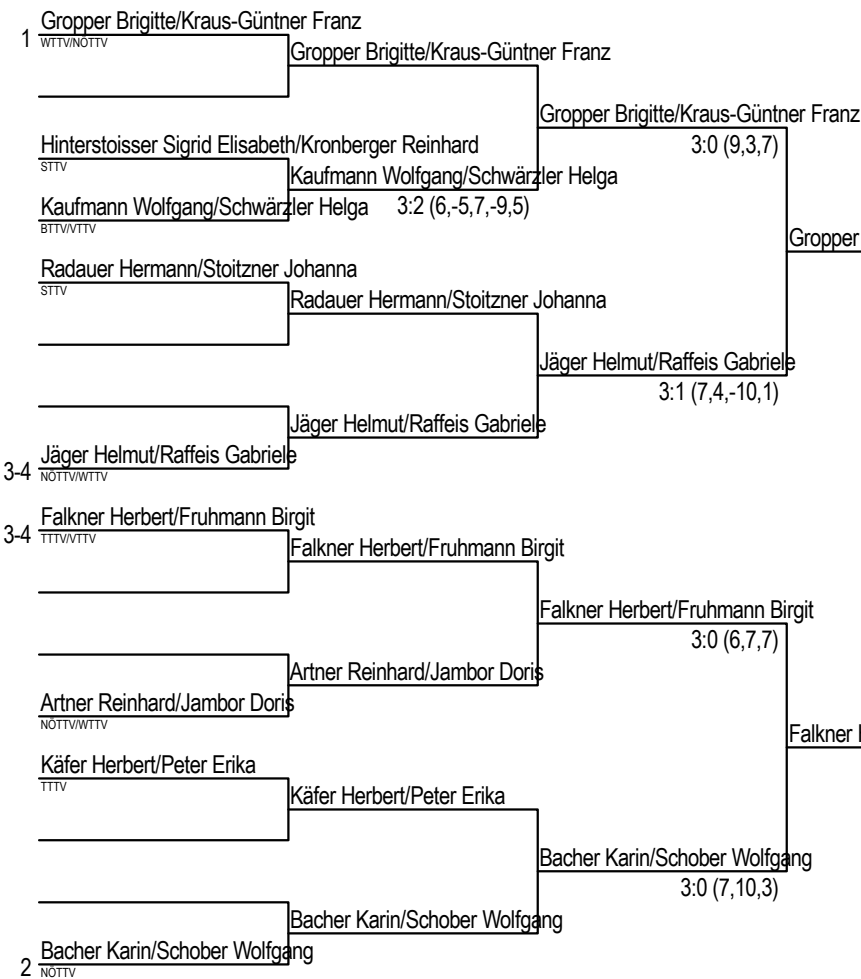 Gropper Brigitte/Kraus-Güntner Franz
1 WTTV/NÖTTV
Gropper Brigitte/Kraus-Güntner Franz
Gropper Brigitte/Kraus-Güntner Franz
3:0 (9,3,7)
Hinterstoisser Sigrid Elisabeth/Kronberger Reinhard
STTV
Kaufmann Wolfgang/Schwärzler Helga
3:2 (6,-5,7,-9,5)
Kaufmann Wolfgang/Schwärzler Helga
BTTV/VTTV
Gropper
Radauer Hermann/Stoitzner Johanna
STTV
Radauer Hermann/Stoitzner Johanna
Jäger Helmut/Raffeis Gabriele
3:1 (7,4,-10,1)
Jäger Helmut/Raffeis Gabriele
Jäger Helmut/Raffeis Gabriele
3-4 NÖTTV/WTTV
Falkner Herbert/Fruhmann Birgit
3-4 TTTV/VTTV
Falkner Herbert/Fruhmann Birgit
Falkner Herbert/Fruhmann Birgit
3:0 (6,7,7)
Artner Reinhard/Jambor Doris
Artner Reinhard/Jambor Doris
NÖTTV/WTTV
Falkner
Käfer Herbert/Peter Erika
TTTV
Käfer Herbert/Peter Erika
Bacher Karin/Schober Wolfgang
3:0 (7,10,3)
Bacher Karin/Schober Wolfgang
Bacher Karin/Schober Wolfgang
2 NÖTTV